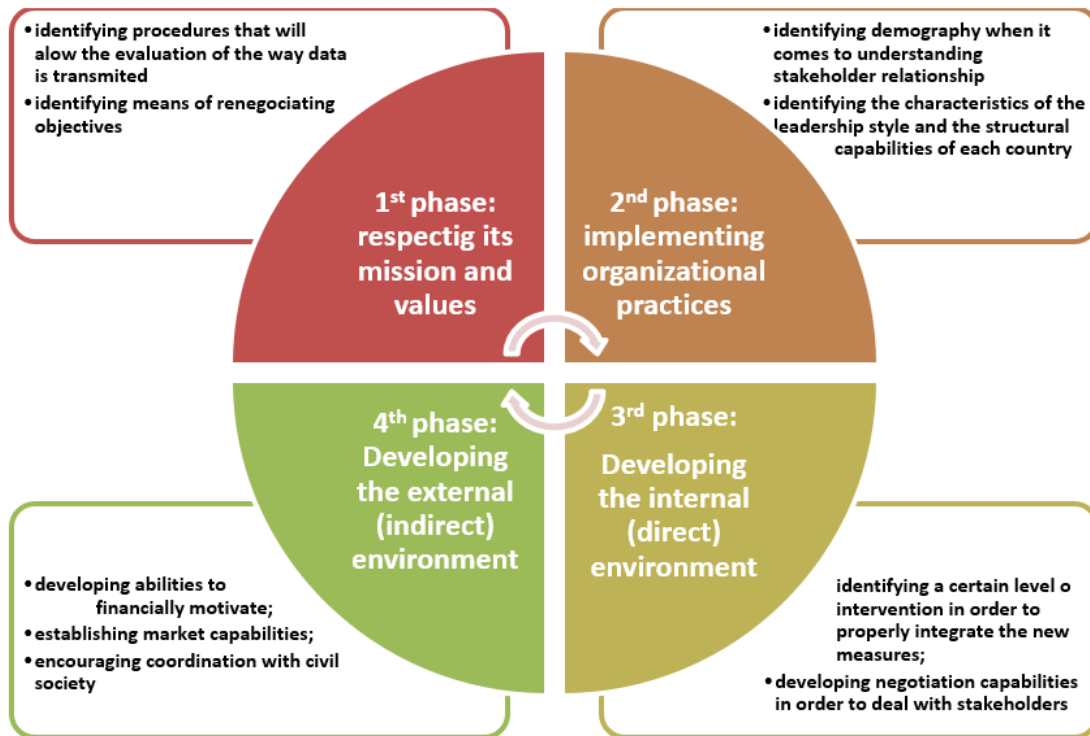 •identifying procedures that will
alow the evaluation of the way data
is transmited
•identifying means of renegociating
objectives
•identifying demography when it
comes to understanding
stakeholder relationship
•identifying the characteristics of the
leadership style and the structural
capabilities of each country
1st phase:
respectig its
mission and
values
2nd phase:
implementing
organizational
practices
4th phase:
Developing
the external
(indirect)
environment
3rd phase:
Developing
the internal
(direct)
environment
•developing abilities to
financially motivate;
•establishing market capabilities;
•encouraging coordination with civil
society
identifying a certain level o
intervention in order to
properly integrate the new
measures;
•developing negotiation capabilities
in order to deal with stakeholders